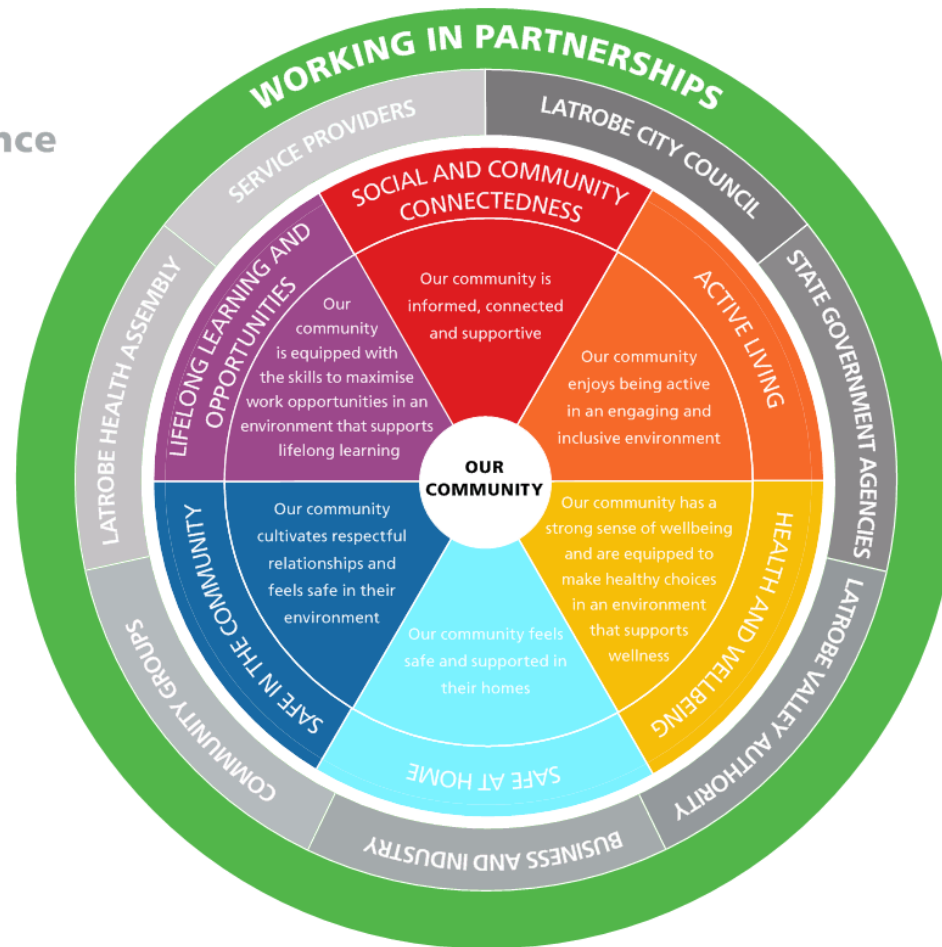 nce
WORKING IN PARTNERSHIPS
SERVICE PROVIDERS
LATROBE CITY COUNCIL
STATE GOVERNMENT AGENCIES
LATROBE VALLEY AUTHORITY
BUSINESS AND INDUSTRY
COMMUNITY GROUPS
LATROBE HEALTH ASSEMBLY
SOCIAL AND COMMUNITY
CONNECTEDNESS
Our community is
informed, connected
and supportive
ACTIVE LIVING
Our community
enjoys being active
in an engaging and
inclusive environment
HEALTH AND WELLBEING
Our community has a
strong sense of wellbeing
and are equipped to
make healthy choices
in an environment
that supports
wellness
SAFE AT HOME
Our community feels
safe and supported in
their homes
SAFE IN THE COMMUNITY
Our community
cultivates respectful
relationships and
feels safe in their
environment
LIFELONG LEARNING AND
OPPORTUNITIES
Our
community
is equipped with
the skills to maximise
work opportunities in an
environment that supports
lifelong learning
OUR
COMMUNITY